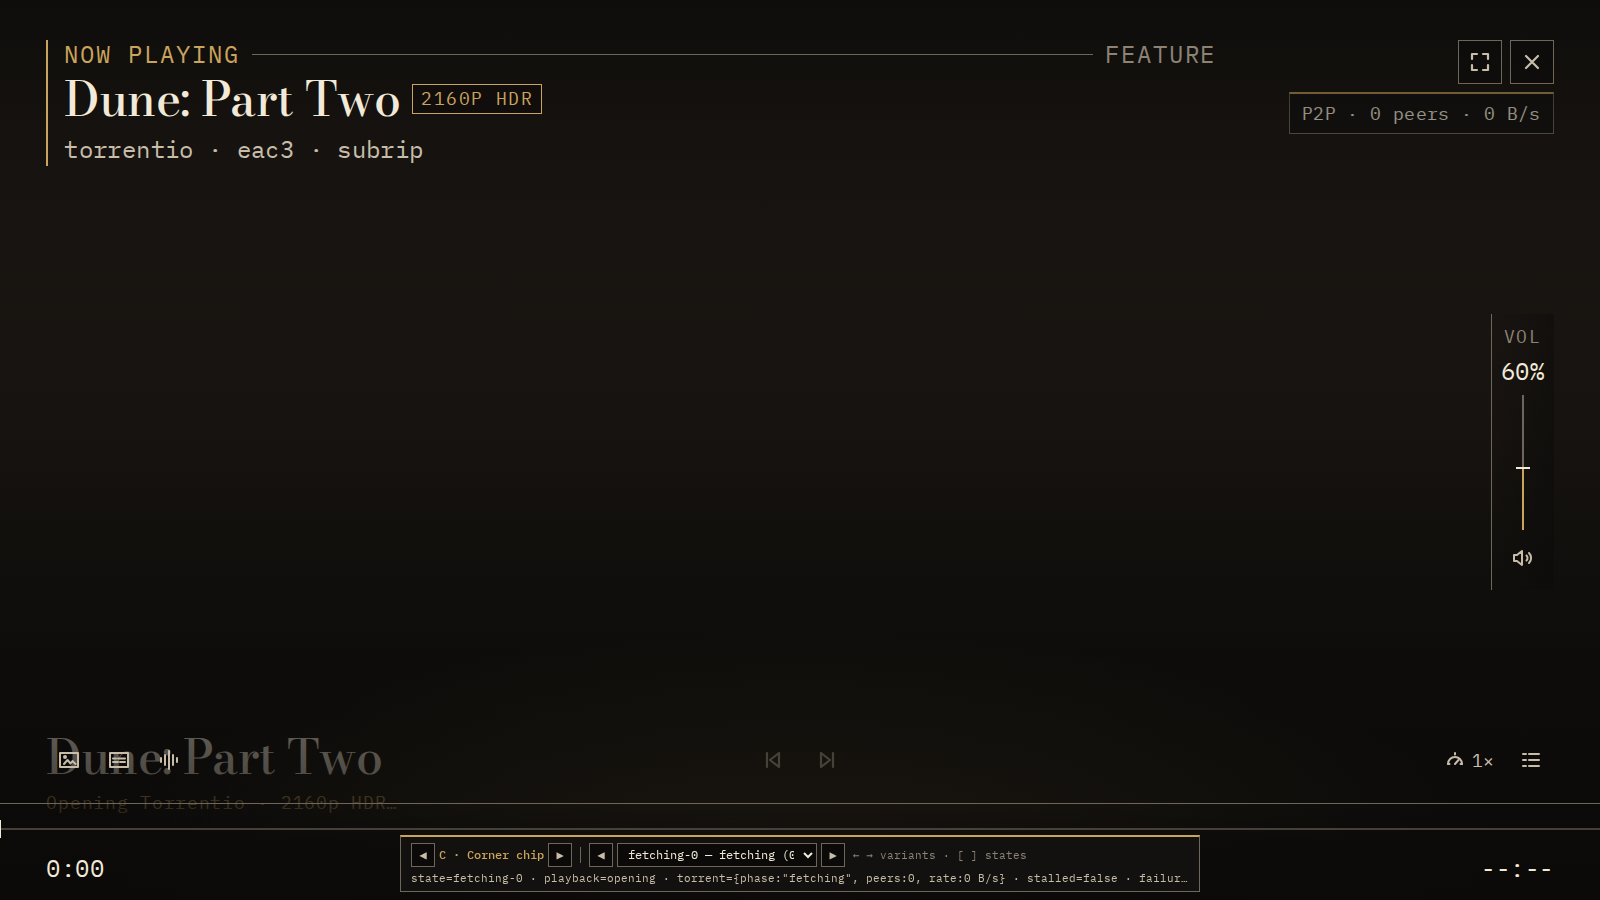 NOW PLAYING FEATURE
Dune: Part Two 2160P HDR
torrentio · eac3 · subrip
P2P · 0 peers · 0 B/s
VOL
60%
Dune: Part Two
1×
Opening Torrentio · 2160p HDR…
C · Corner chip fetching-0 — fetching (0 ← → variants · [ ] states
0:00 --:--
state=fetching-0 · playback=opening · torrent={phase:"fetching", peers:0, rate:0 B/s} · stalled=false · failur…